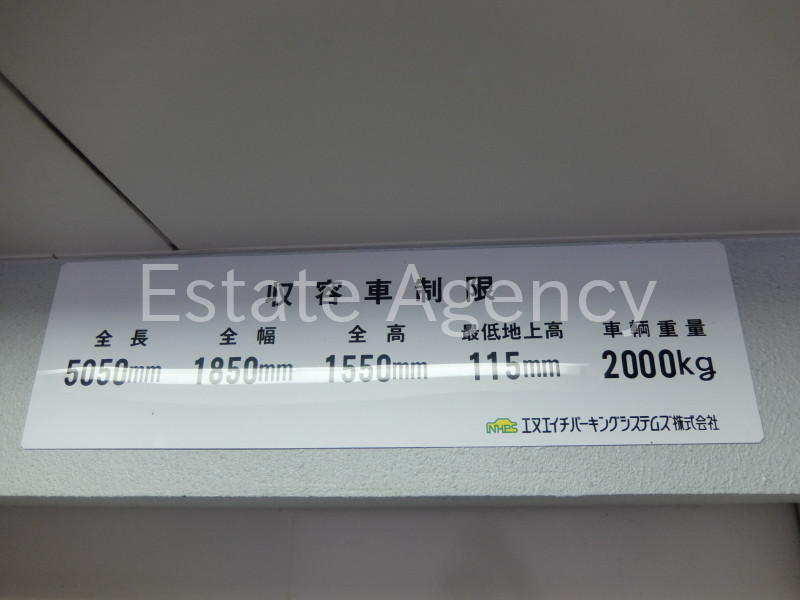 収容車制限
全長 全幅 全高 最低地上高 車輌重量
5050mm 1850mm 1550mm 115mm 2000kg
NHPS エヌエイチパーキングシステムズ株式会社
Estate Agency